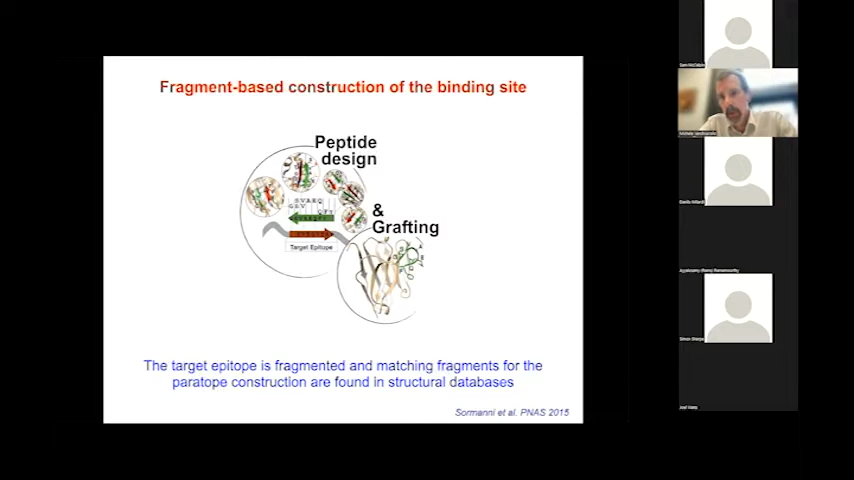 Fragment-based construction of the binding site
Peptide
design
&
Grafting
Target Epitope
The target epitope is fragmented and matching fragments for the
paratope construction are found in structural databases
Sormanni et al. PNAS 2015